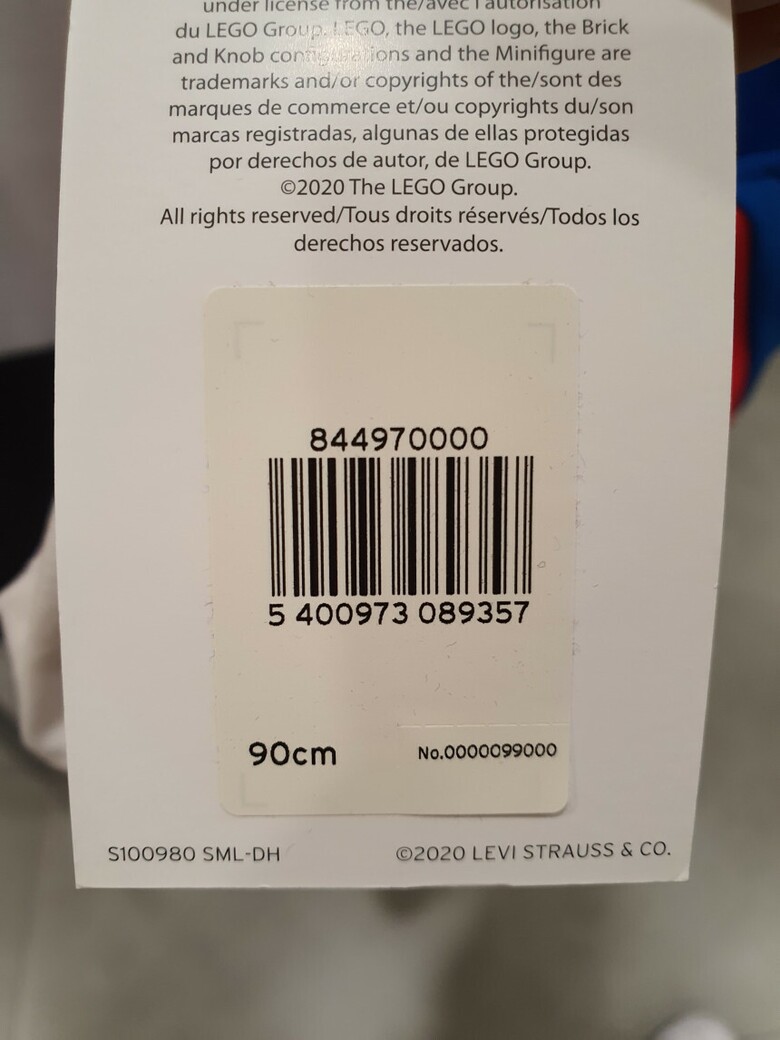 under license from the/avec l'autorisation
du LEGO Group. LEGO, the LEGO logo, the Brick
and Knob configurations and the Minifigure are
trademarks and/or copyrights of the/sont des
marques de commerce et/ou copyrights du/son
marcas registradas, algunas de ellas protegidas
por derechos de autor, de LEGO Group.
©2020 The LEGO Group.
All rights reserved/Tous droits réservés/Todos los
derechos reservados.
844970000
5 400973 089357
90cm No.0000099000
S100980 SML-DH ©2020 LEVI STRAUSS & CO.